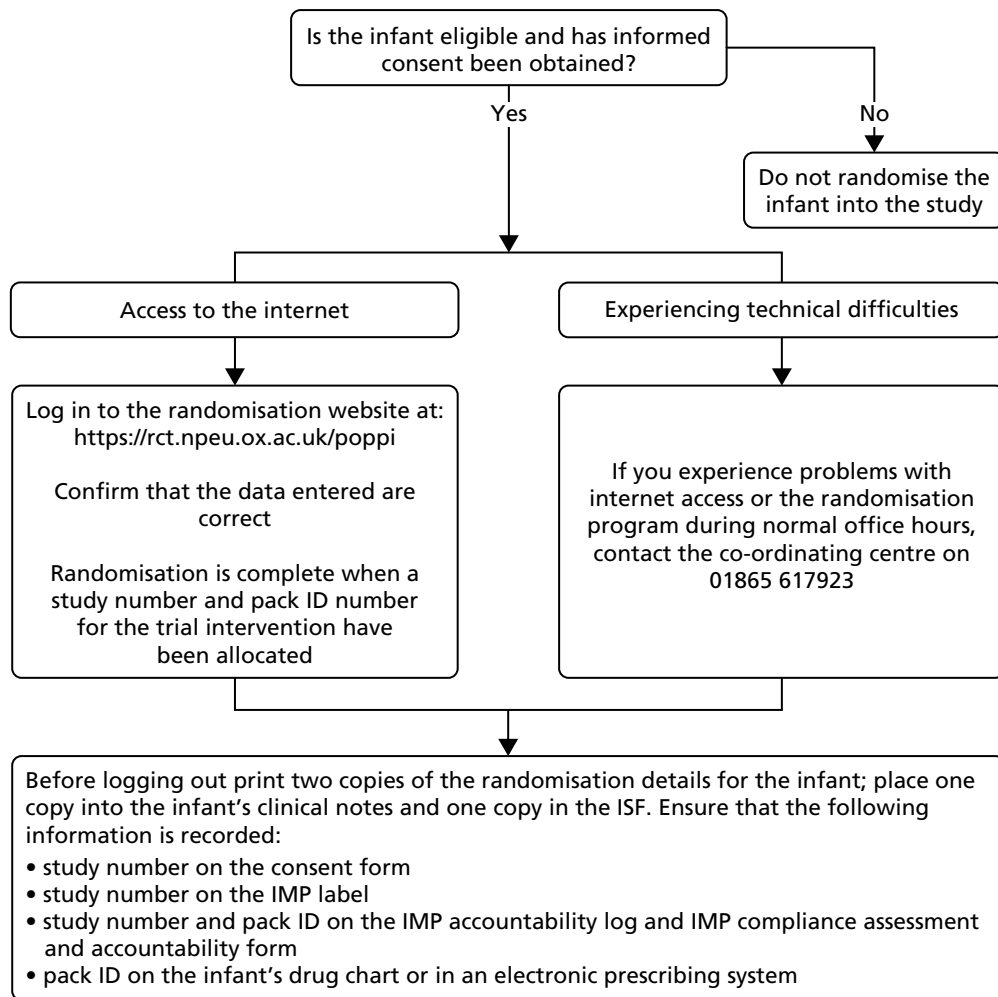 Is the infant eligible and has informed
consent been obtained?
Yes
No
Do not randomise the
infant into the study
Access to the internet
Experiencing technical difficulties
Log in to the randomisation website at:
https://rct.npeu.ox.ac.uk/poppi
Confirm that the data entered are
correct
Randomisation is complete when a
study number and pack ID number
for the trial intervention have
been allocated
If you experience problems with
internet access or the randomisation
program during normal office hours,
contact the co-ordinating centre on
01865 617923
Before logging out print two copies of the randomisation details for the infant; place one
copy into the infant’s clinical notes and one copy in the ISF. Ensure that the following
information is recorded:
• study number on the consent form
• study number on the IMP label
• study number and pack ID on the IMP accountability log and IMP compliance assessment
and accountability form
• pack ID on the infant’s drug chart or in an electronic prescribing system